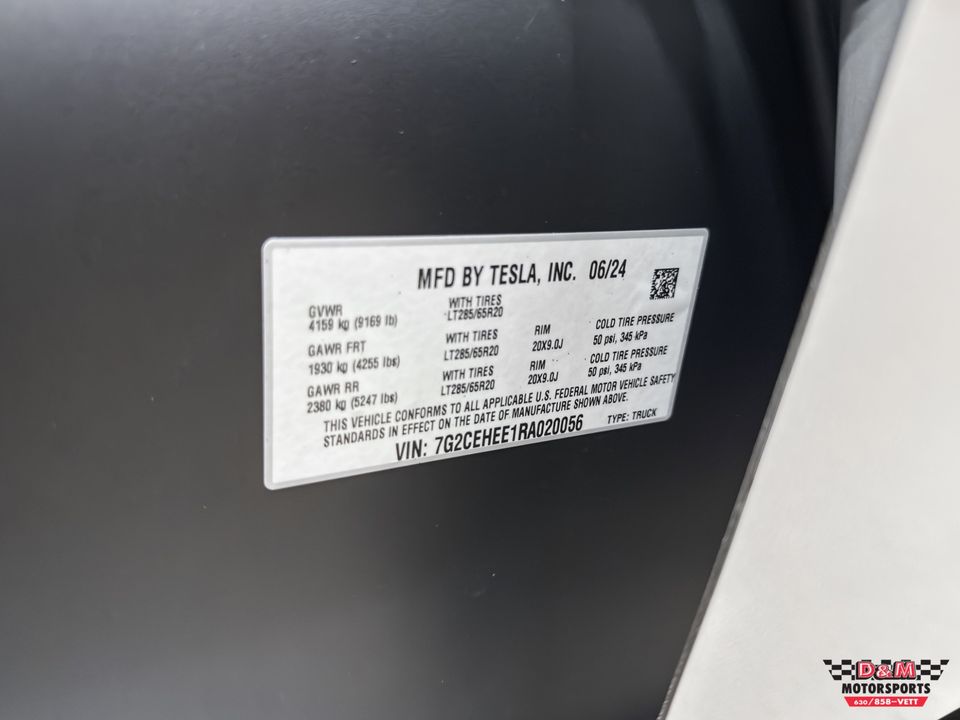 MFD BY TESLA, INC. 06/24
GVWR
4159 kg (9169 lb)
WITH TIRES
LT285/65R20
GAWR FRT
1930 kg (4255 lbs)
WITH TIRES
LT285/65R20
RIM
20X9.0J
COLD TIRE PRESSURE
50 psi, 345 kPa
GAWR RR
2380 kg (5247 lbs)
WITH TIRES
LT285/65R20
RIM
20X9.0J
COLD TIRE PRESSURE
50 psi, 345 kPa
THIS VEHICLE CONFORMS TO ALL APPLICABLE U.S. FEDERAL MOTOR VEHICLE SAFETY
STANDARDS IN EFFECT ON THE DATE OF MANUFACTURE SHOWN ABOVE.
VIN: 7G2CEHEE1RA020056
TYPE: TRUCK
D&M
MOTORSPORTS
630/858-VETT